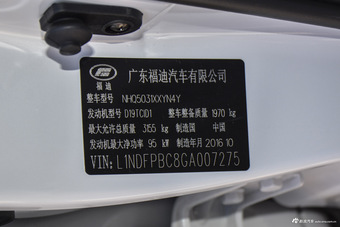 广东福迪汽车有限公司
福迪
整车型号 NHQ5031XXYN4Y
发动机型号 D19TCID1 整车整备质量 1970 kg
最大允许总质量 3155 kg 制造国 中国
发动机最大净功率 95 kW 制造年月 2016.10
VIN: L1NDFPBC8GA007275